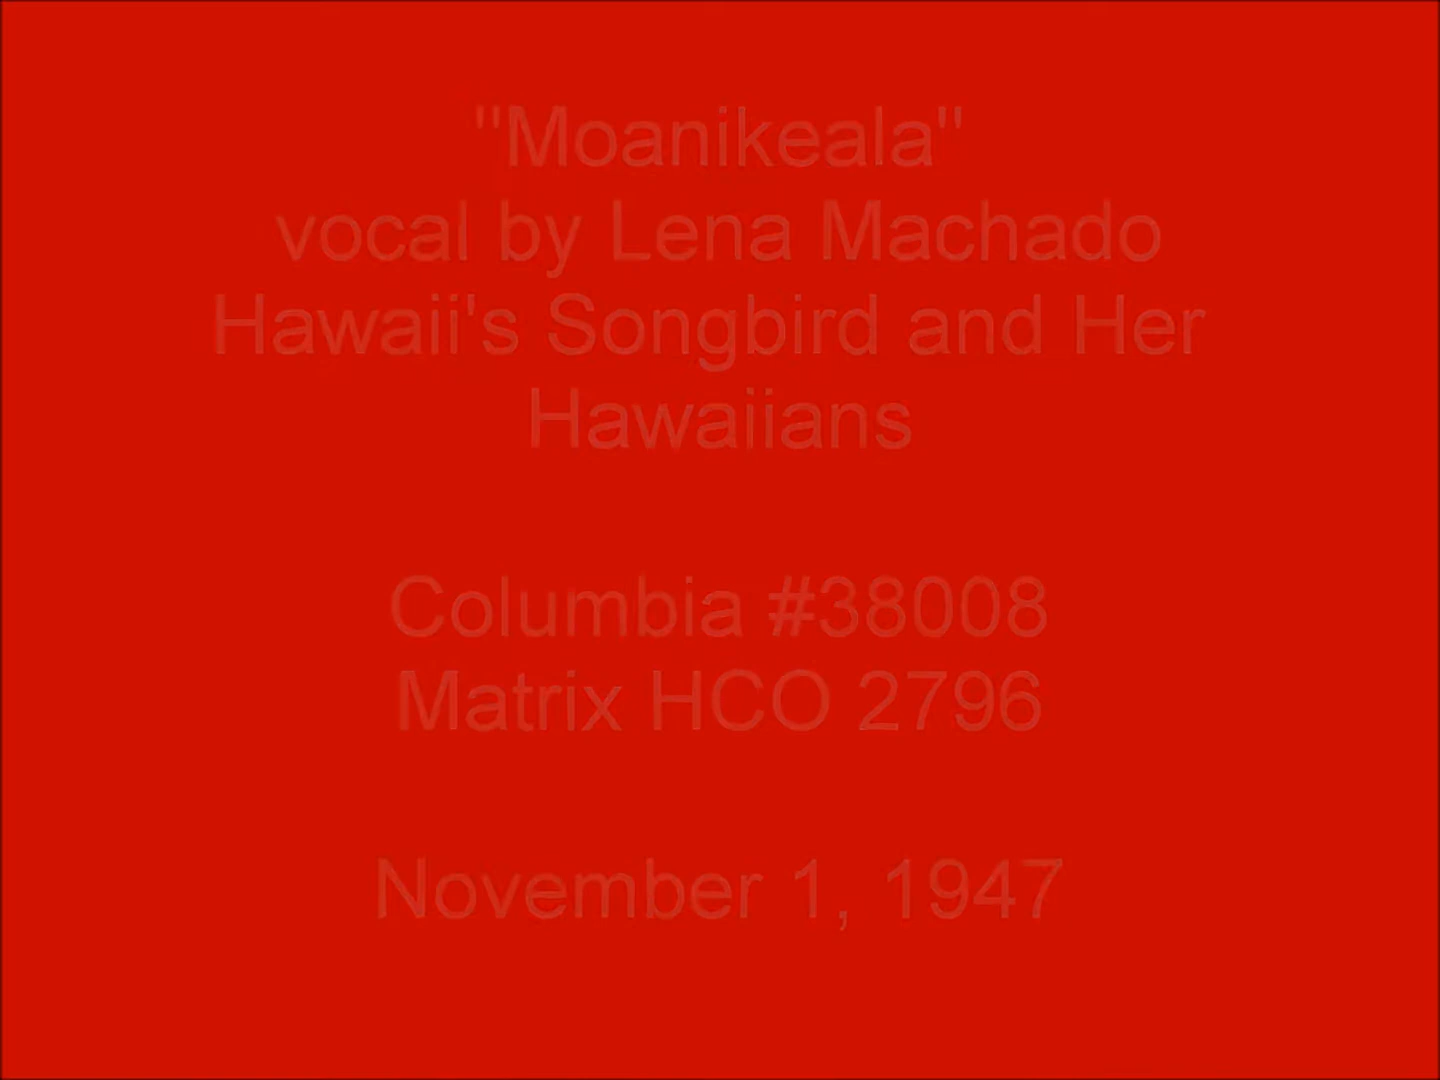 "Moanikeala"
vocal by Lena Machado
Hawaii's Songbird and Her
Hawaiians
Columbia #38008
Matrix HCO 2796
November 1, 1947